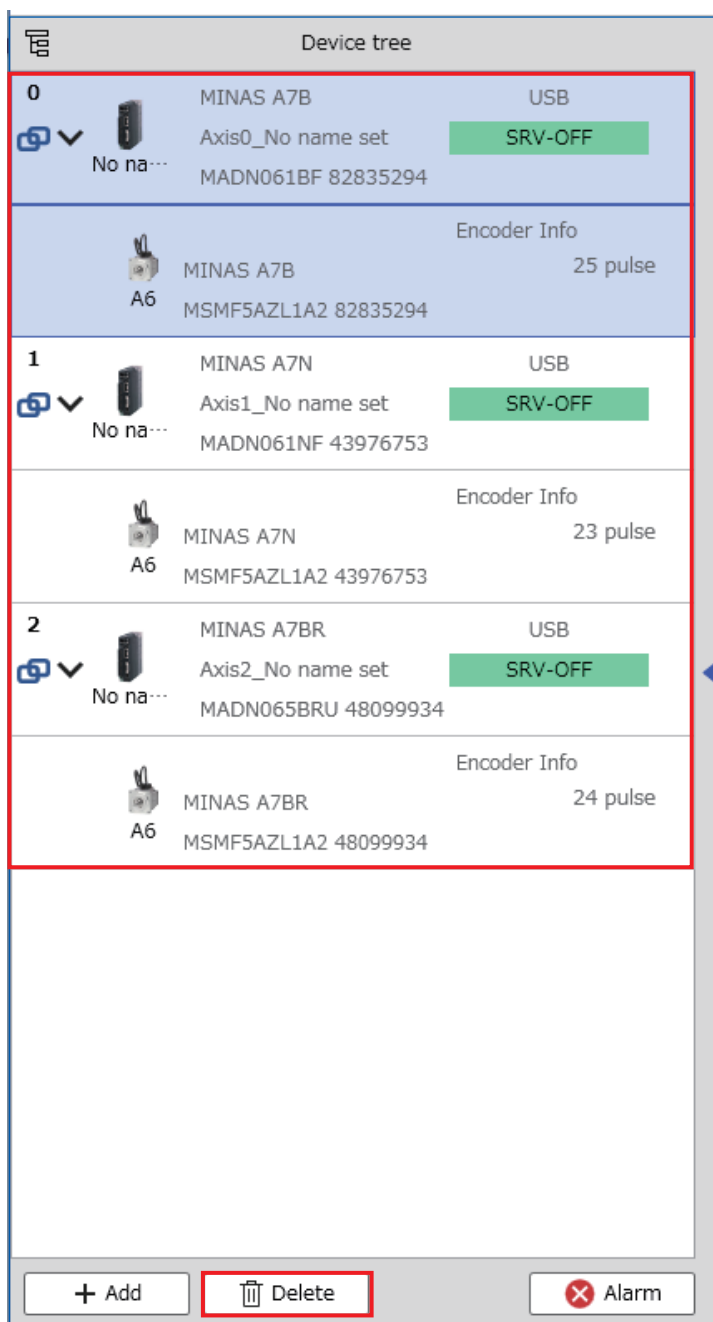 Device tree
0
MINAS A7B USB
Axis0_No name set SRV-OFF
No na···
MADN061BF 82835294
Encoder Info
MINAS A7B 25 pulse
A6
MSMF5AZL1A2 82835294
1
MINAS A7N USB
Axis1_No name set SRV-OFF
No na···
MADN061NF 43976753
Encoder Info
MINAS A7N 23 pulse
A6
MSMF5AZL1A2 43976753
2
MINAS A7BR USB
Axis2_No name set SRV-OFF
No na···
MADN065BRU 48099934
Encoder Info
MINAS A7BR 24 pulse
A6
MSMF5AZL1A2 48099934
+ Add Delete Alarm